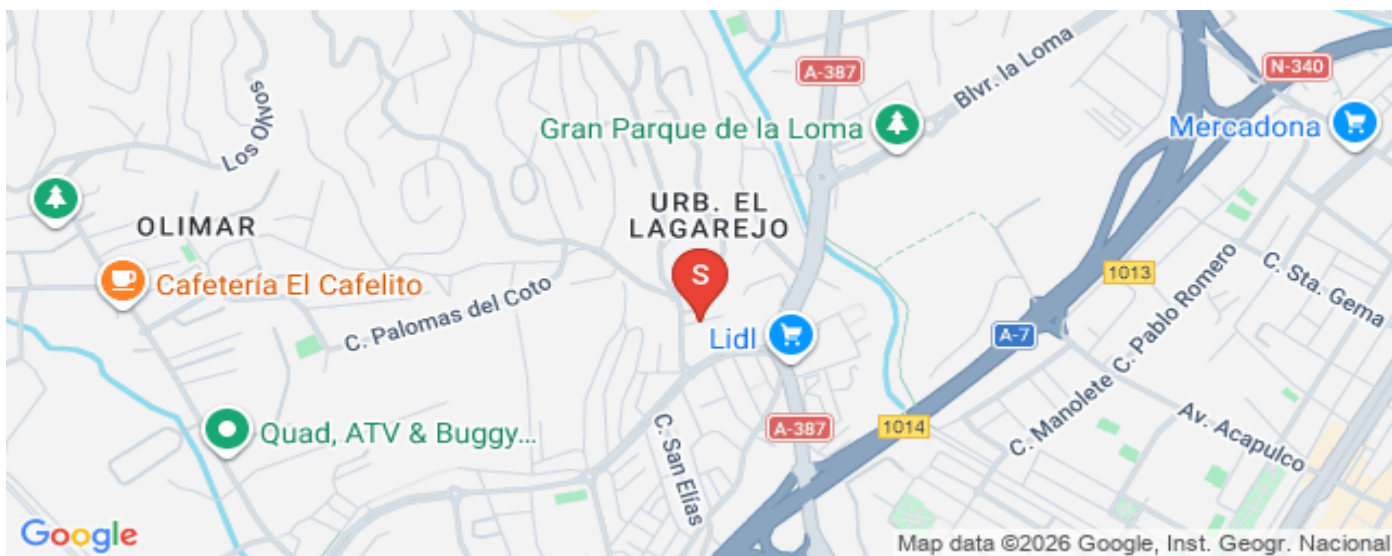 A-387
N-340
Blvr. la Loma
Los Olivos
Gran Parque de la Loma
Mercadona
URB. EL
LAGAREJO
OLIMAR
S
C. Sta. Gema
1013
Cafetería El Cafelito
C. Palomas del Coto
C. Pablo Romero
Lidl
A-7
C. Manolete
Av. Acapulco
Quad, ATV & Buggy...
A-387
1014
C. San Elías
Google
Map data ©2026 Google, Inst. Geogr. Nacional